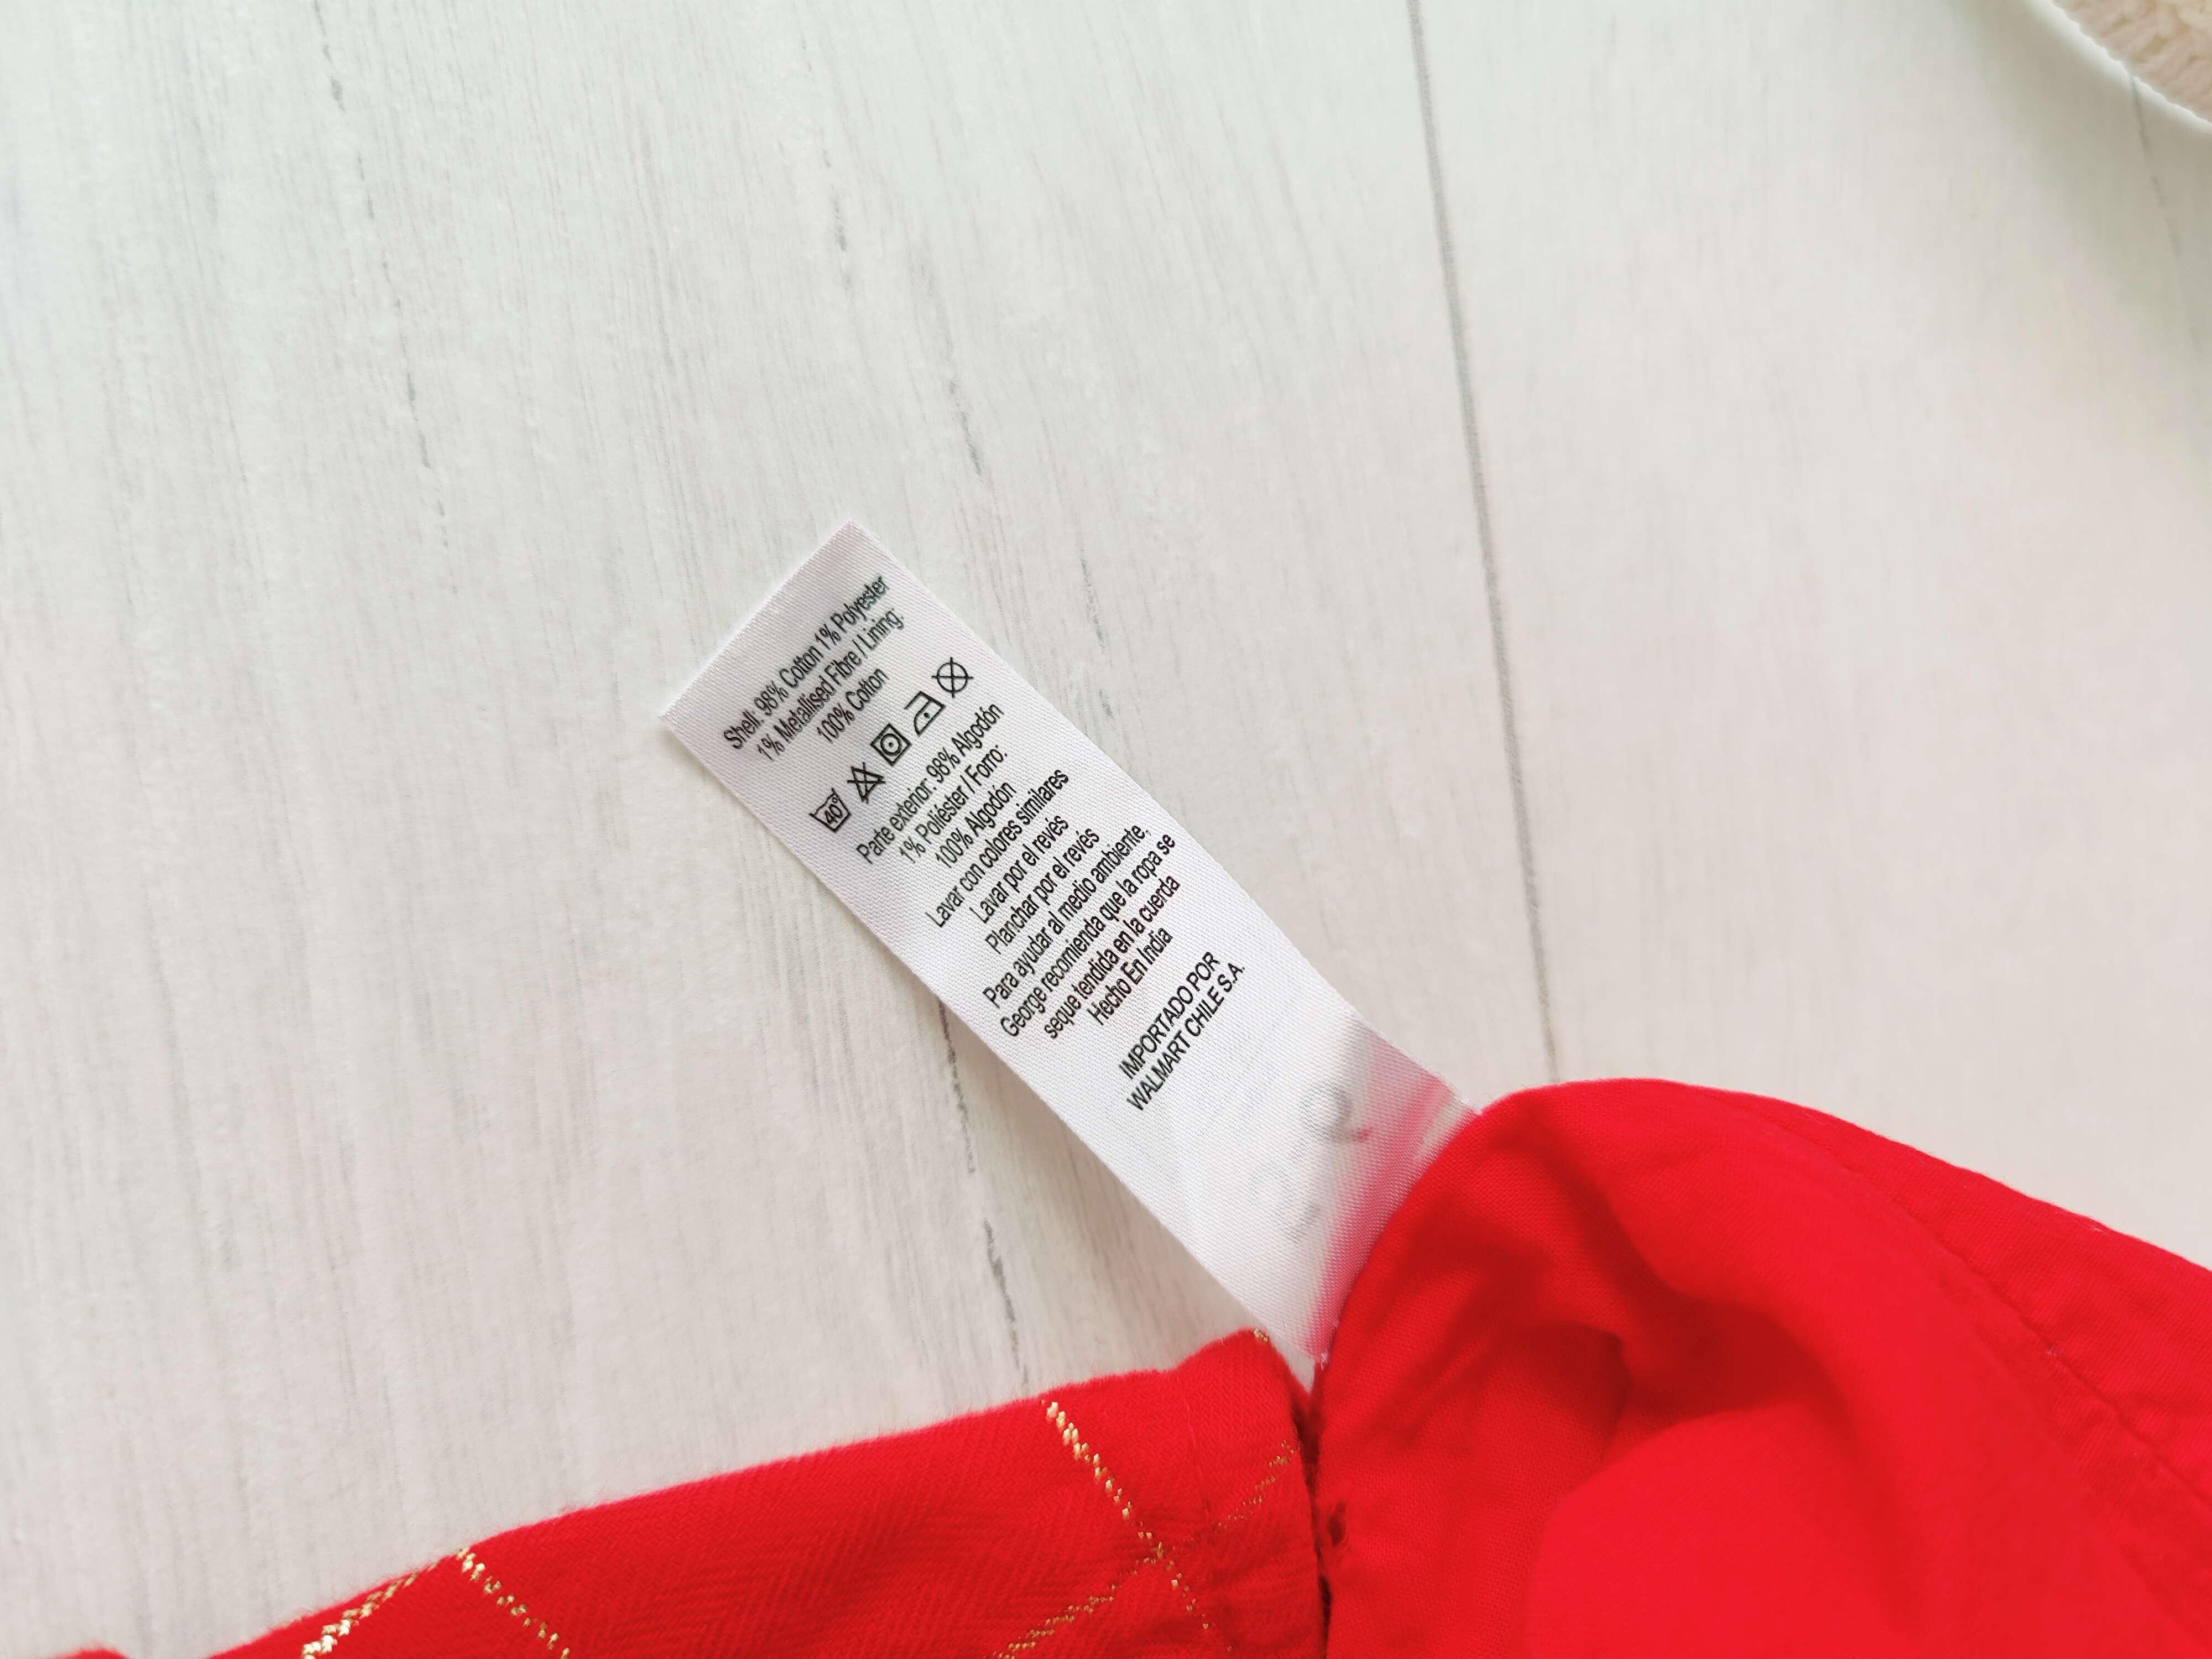 Shell: 98% Cotton 1% Polyester
1% Metallised Fibre / Lining:
100% Cotton
40°
Parte exterior: 98% Algodón
1% Poliéster / Forro:
100% Algodón
Lavar con colores similares
Lavar por el revés
Planchar por el revés
Para ayudar al medio ambiente,
George recomienda que la ropa se
seque tendida en la cuerda
Hecho En India
IMPORTADO POR
WALMART CHILE S.A.